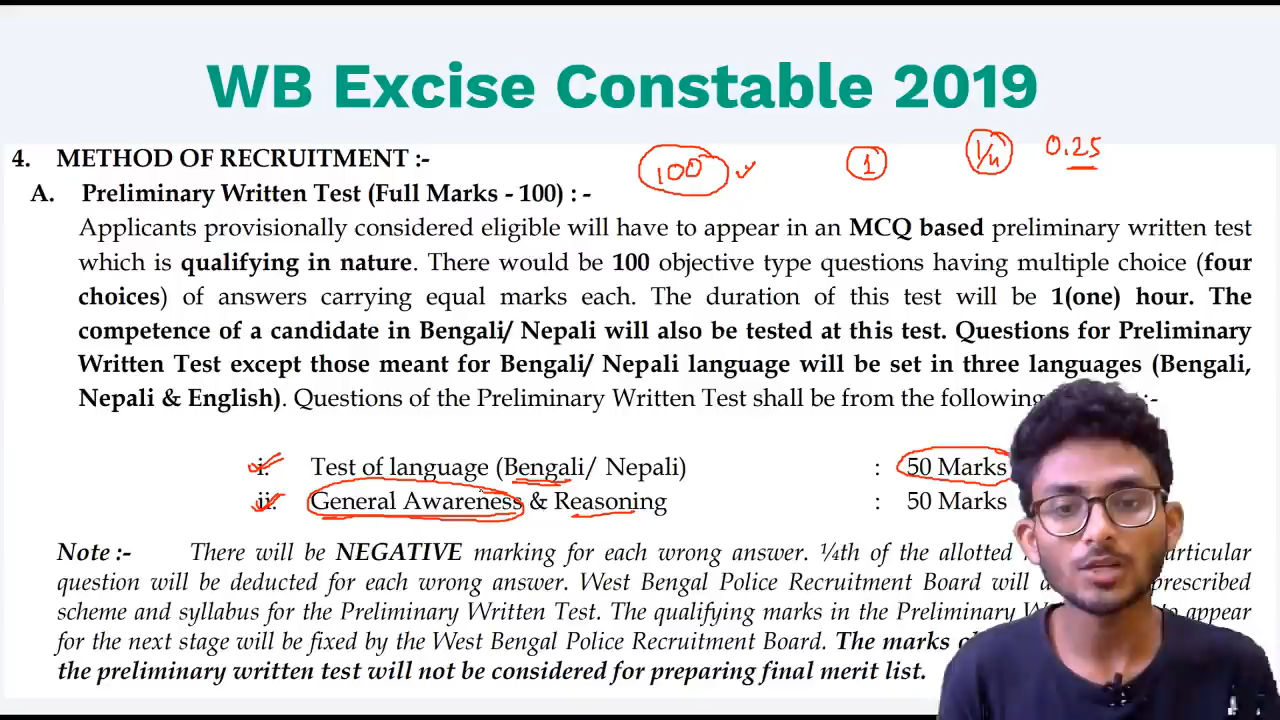 WB Excise Constable 2019
4. METHOD OF RECRUITMENT :-
100 1 1/4 0.25
A. Preliminary Written Test (Full Marks - 100) : -
Applicants provisionally considered eligible will have to appear in an MCQ based preliminary written test
which is qualifying in nature. There would be 100 objective type questions having multiple choice (four
choices) of answers carrying equal marks each. The duration of this test will be 1(one) hour. The
competence of a candidate in Bengali/ Nepali will also be tested at this test. Questions for Preliminary
Written Test except those meant for Bengali/ Nepali language will be set in three languages (Bengali,
Nepali & English). Questions of the Preliminary Written Test shall be from the following :-
i. Test of language (Bengali/ Nepali) : 50 Marks
ii. General Awareness & Reasoning : 50 Marks
Note :- There will be NEGATIVE marking for each wrong answer. ¼th of the allotted
question will be deducted for each wrong answer. West Bengal Police Recruitment Board will prescribed
scheme and syllabus for the Preliminary Written Test. The qualifying marks in the Preliminary to appear
for the next stage will be fixed by the West Bengal Police Recruitment Board. The marks
the preliminary written test will not be considered for preparing final merit list.